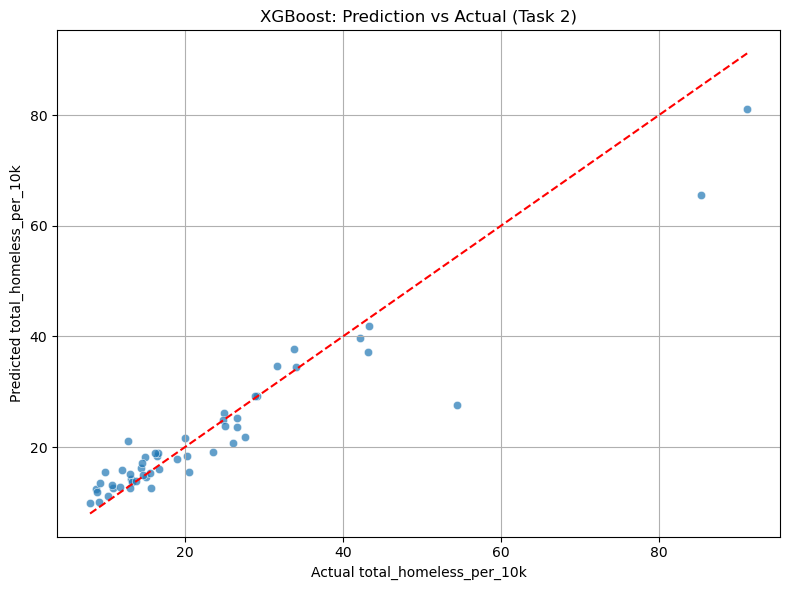 XGBoost: Prediction vs Actual (Task 2)
Predicted total_homeless_per_10k
80
60
40
20
20 40 60 80
Actual total_homeless_per_10k